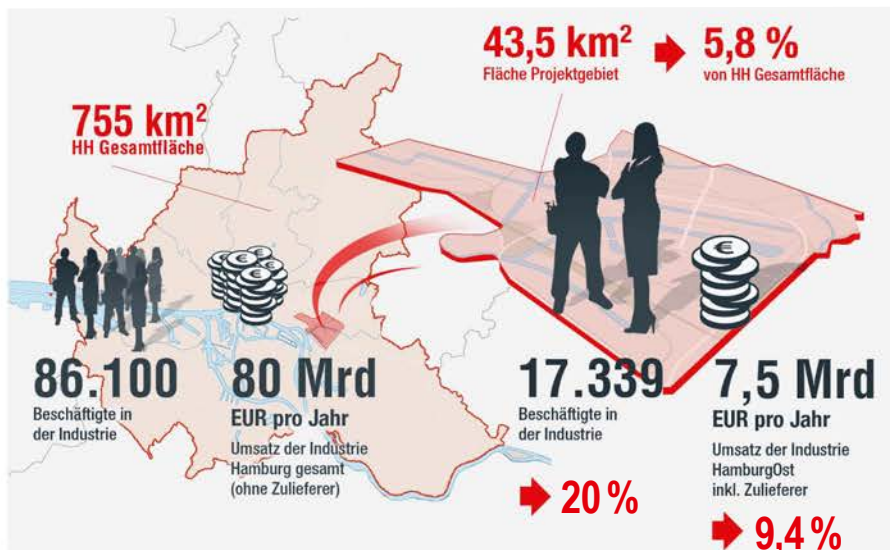 43,5 km²
Fläche Projektgebiet
5,8 %
von HH Gesamtfläche
755 km²
HH Gesamtfläche
86.100
Beschäftigte in
der Industrie
80 Mrd
EUR pro Jahr
Umsatz der Industrie
Hamburg gesamt
(ohne Zulieferer)
17.339
Beschäftigte in
der Industrie
20 %
7,5 Mrd
EUR pro Jahr
Umsatz der Industrie
HamburgOst
inkl. Zulieferer
9,4 %